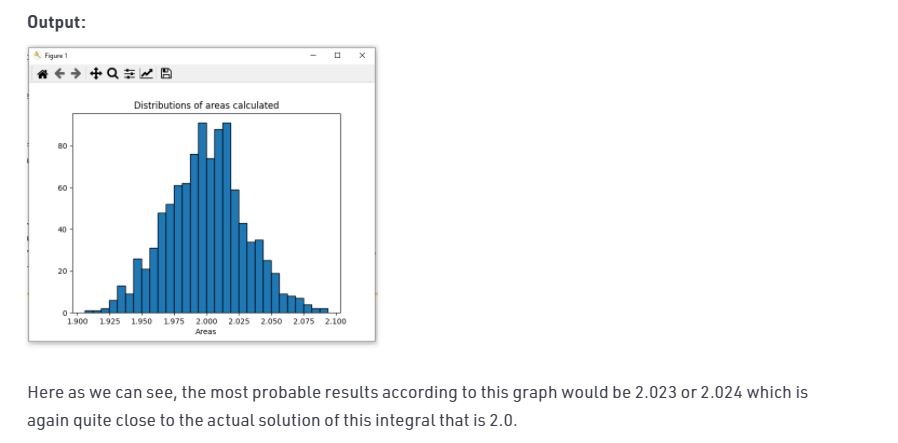 Output:
Figure 1
Distributions of areas calculated
80
60
40
20
0
1.900 1.925 1.950 1.975 2.000 2.025 2.050 2.075 2.100
Areas
Here as we can see, the most probable results according to this graph would be 2.023 or 2.024 which is
again quite close to the actual solution of this integral that is 2.0.